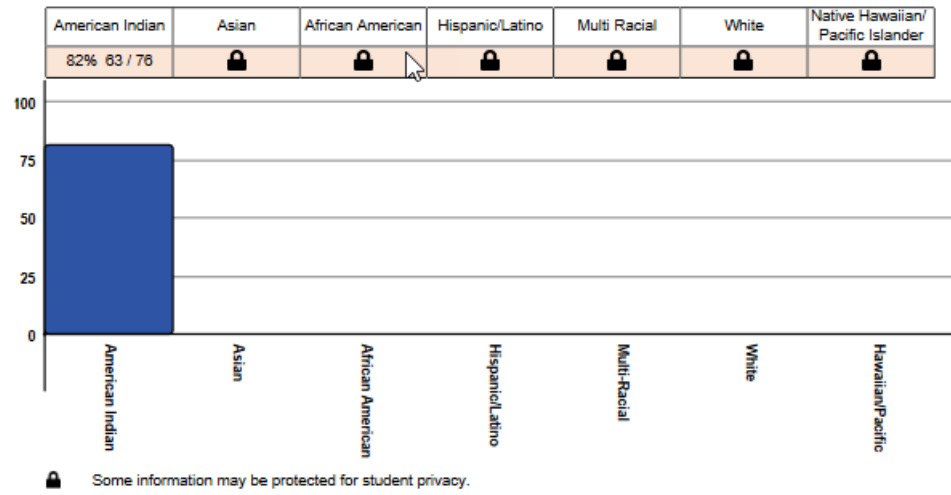 American Indian Asian African American Hispanic/Latino Multi Racial White Native Hawaiian/
Pacific Islander
82% 63 / 76
100
75
50
25
0
American Indian
Asian
African American
Hispanic/Latino
Multi-Racial
White
Hawaiian/Pacific
Some information may be protected for student privacy.